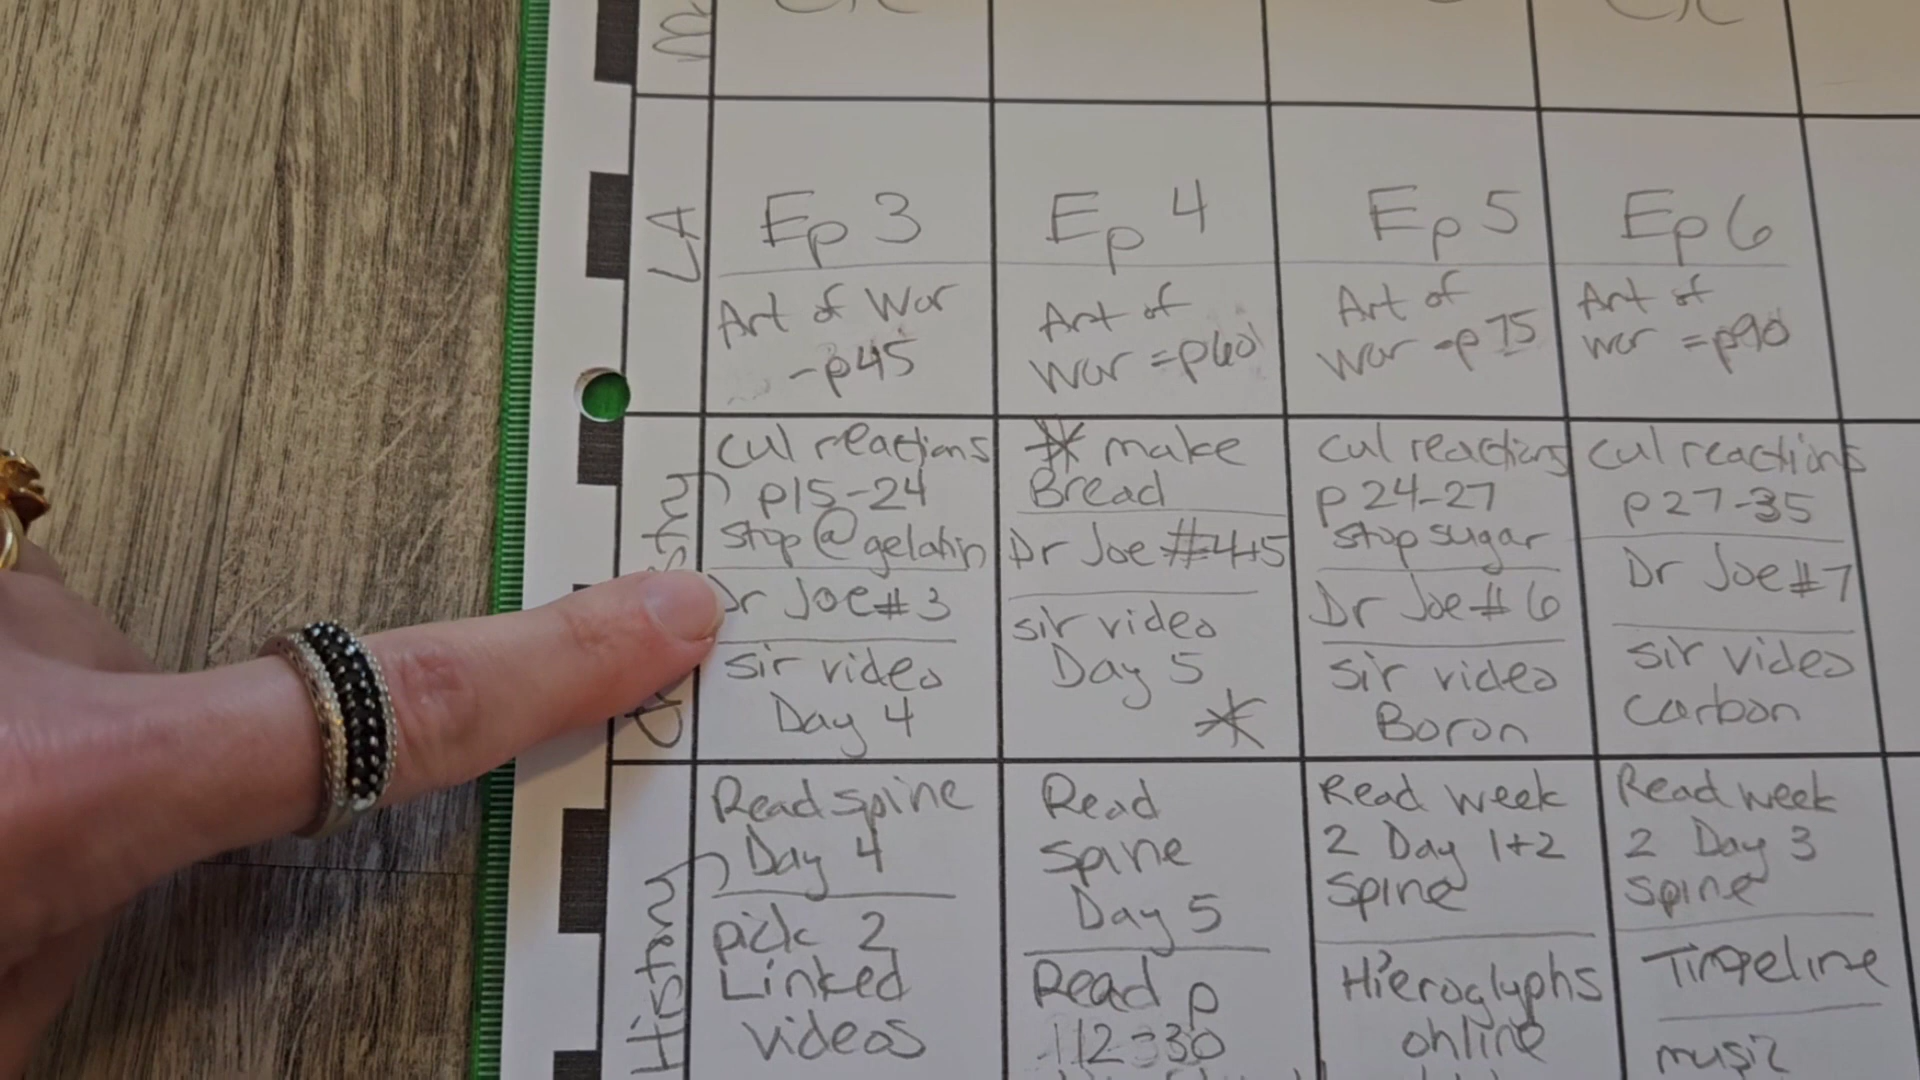 LA
Ep 3
Art of War
-p45
Ep 4
Art of
War =p60
Ep 5
Art of
War -p75
Ep 6
Art of
War =p90
cul reactions
p15-24
stop @ gelatin
Dr Joe #3
sir video
Day 4
* make
Bread
Dr Joe #4+5
sir video
Day 5
*
cul reactions
p 24-27
stop sugar
Dr Joe # 6
sir video
Boron
cul reactions
p27-35
Dr Joe #7
sir video
Carbon
History
Read spine
Day 4
pick 2
Linked
videos
Read
spine
Day 5
Read p
112-30
Read week
2 Day 1+2
spine
Hieroglyphs
online
Read week
2 Day 3
spine
Timeline
music